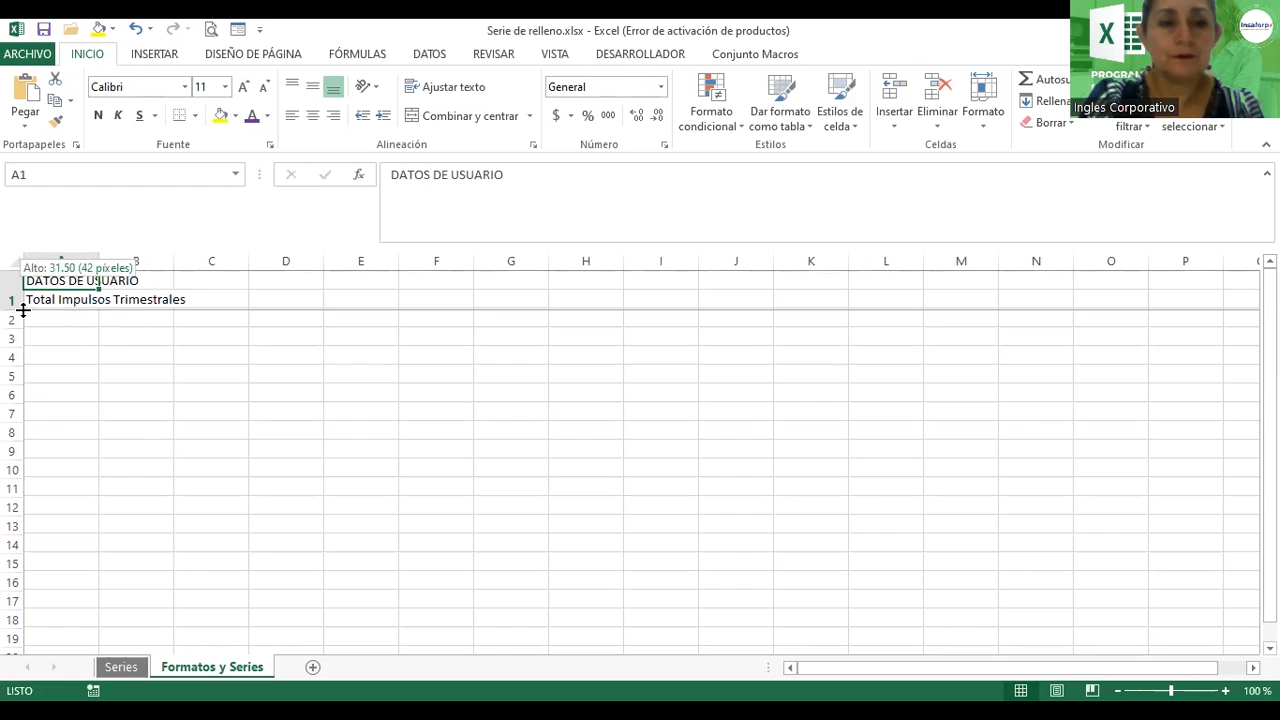 Serie de relleno.xlsx - Excel (Error de activación de productos)
ARCHIVO INICIO INSERTAR DISEÑO DE PÁGINA FÓRMULAS DATOS REVISAR VISTA DESARROLLADOR Conjunto Macros
Pegar
Calibri 11
N K S
Ajustar texto
Combinar y centrar
General
$ % 000
Formato condicional
Dar formato como tabla
Estilos de celda
Insertar Eliminar Formato
Autosu
Rellena
Borrar
filtrar
seleccionar
Portapapeles Fuente Alineación Número Estilos Celdas Modificar
Insaforp
PROGRAM
Ingles Corporativo
A1 fx DATOS DE USUARIO
Alto: 31.50 (42 píxeles)
B C D E F G H I J K L M N O P
DATOS DE USUARIO
1 Total Impulsos Trimestrales
2
3
4
5
6
7
8
9
10
11
12
13
14
15
16
17
18
19
Series Formatos y Series
LISTO 100 %